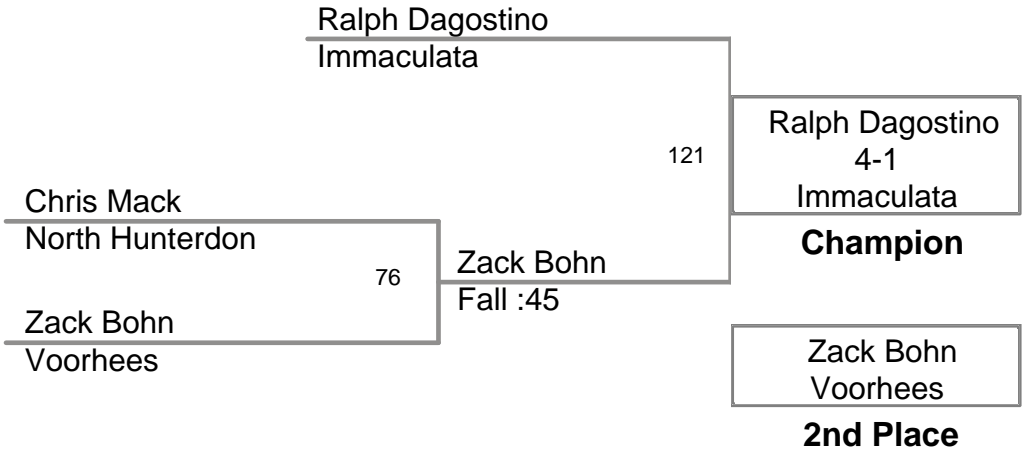 Ralph Dagostino
Immaculata
121
Ralph Dagostino
4-1
Immaculata
Champion
Chris Mack
North Hunterdon
76
Zack Bohn
Fall :45
Zack Bohn
Voorhees
Zack Bohn
Voorhees
2nd Place